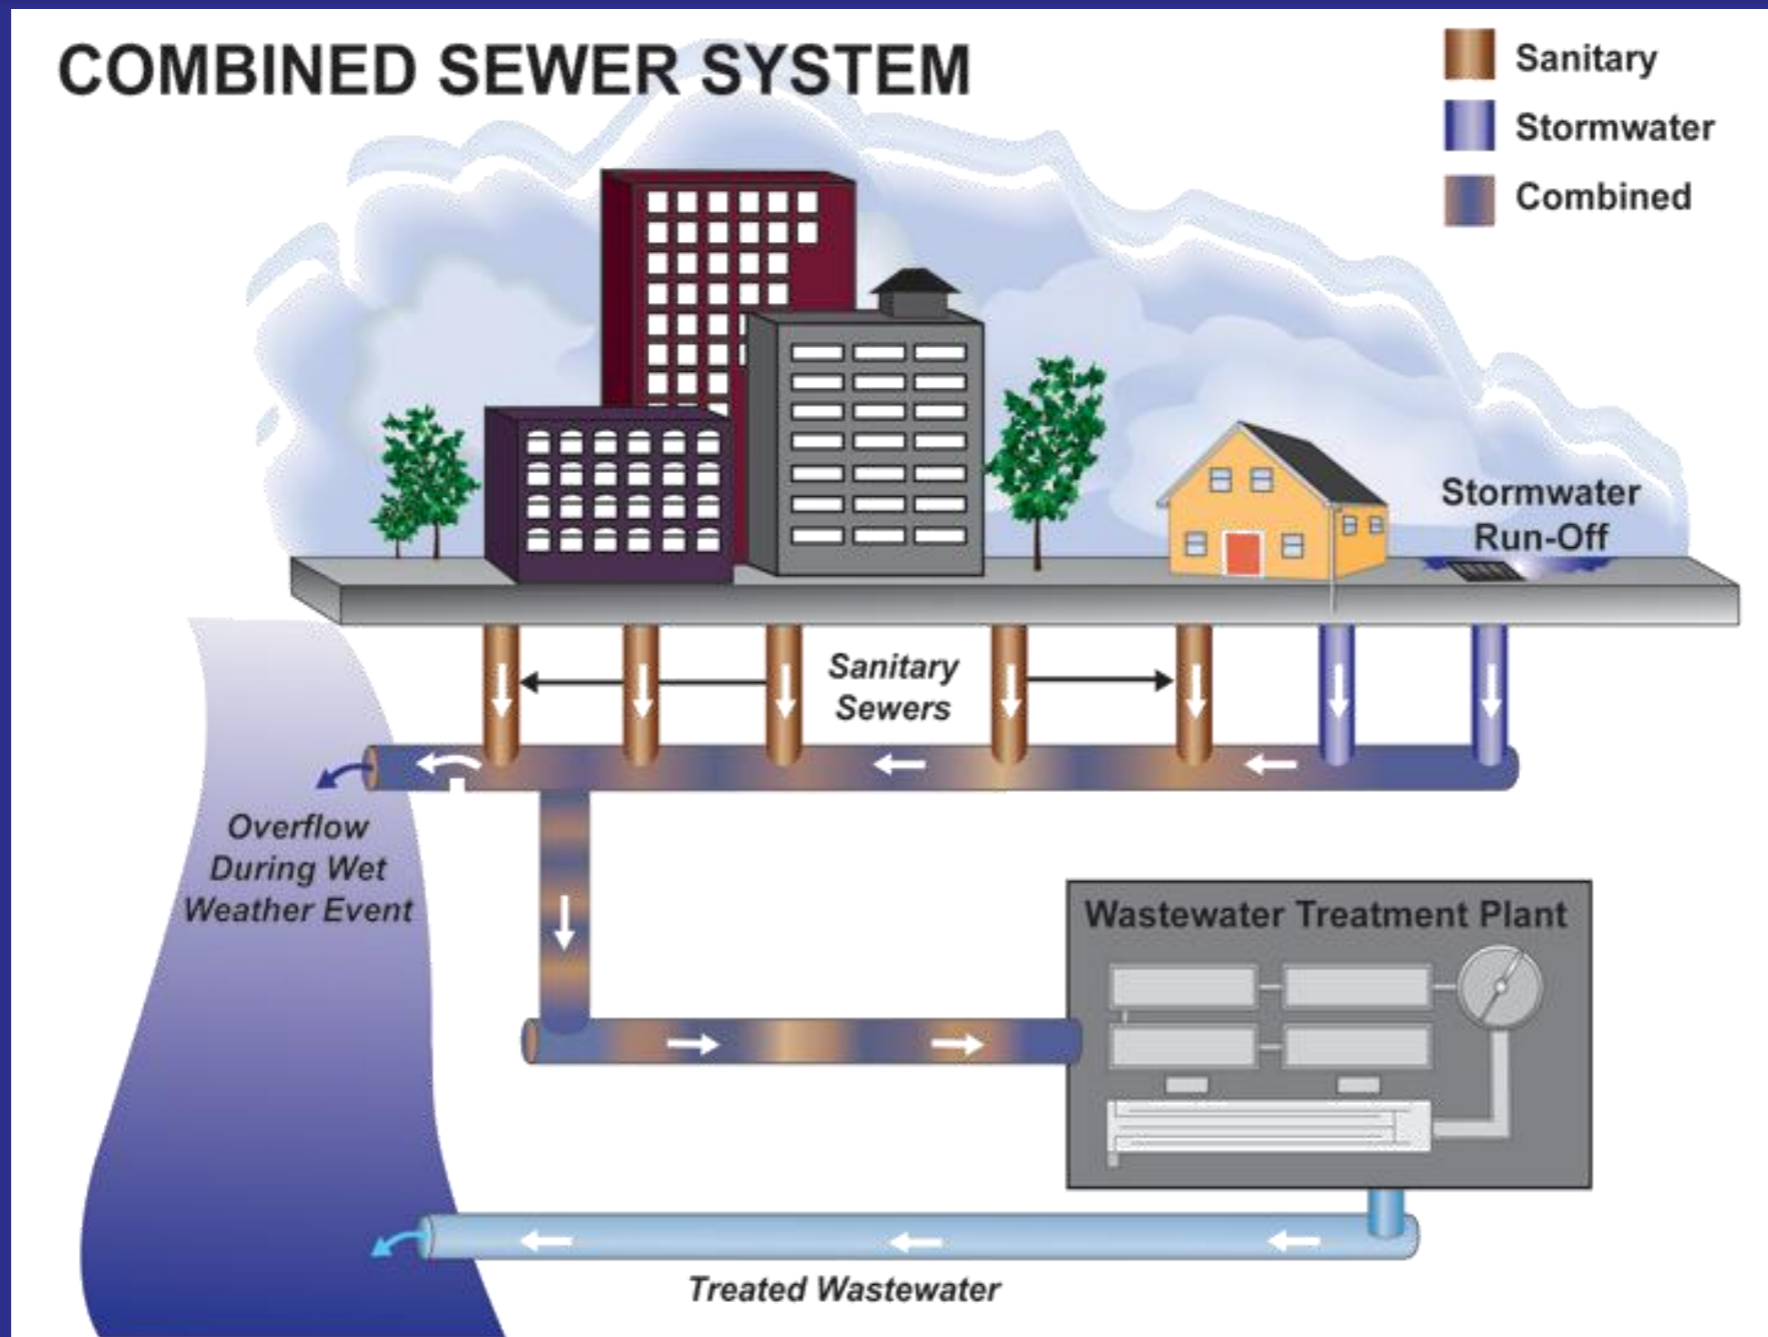 COMBINED SEWER SYSTEM
Sanitary
Stormwater
Combined
Stormwater
Run-Off
Sanitary
Sewers
Overflow
During Wet
Weather Event
Wastewater Treatment Plant
Treated Wastewater